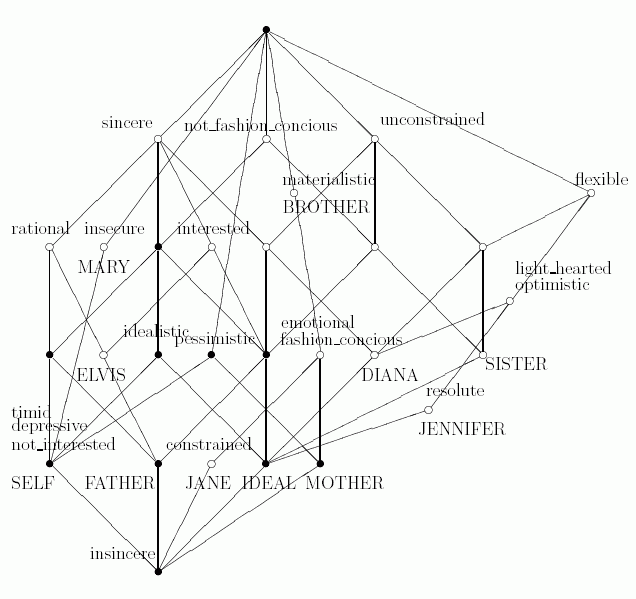 sincere
not_fashion_concious
unconstrained
materialistic
flexible
BROTHER
rational
insecure
interested
MARY
light_hearted
optimistic
emotional
idealistic
pessimistic
fashion_concious
ELVIS
DIANA
SISTER
resolute
timid
depressive
JENNIFER
not_interested
constrained
SELF
FATHER
JANE
IDEAL
MOTHER
insincere